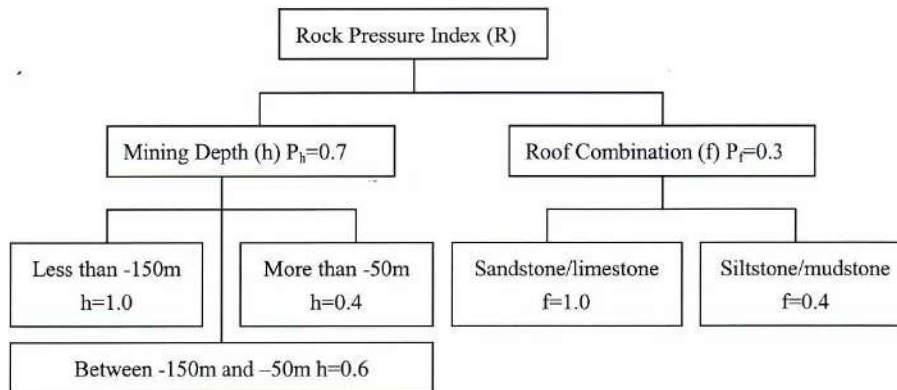 Rock Pressure Index (R)
Mining Depth (h) Ph=0.7
Roof Combination (f) Pf=0.3
Less than -150m
h=1.0
More than -50m
h=0.4
Sandstone/limestone
f=1.0
Siltstone/mudstone
f=0.4
Between -150m and –50m h=0.6